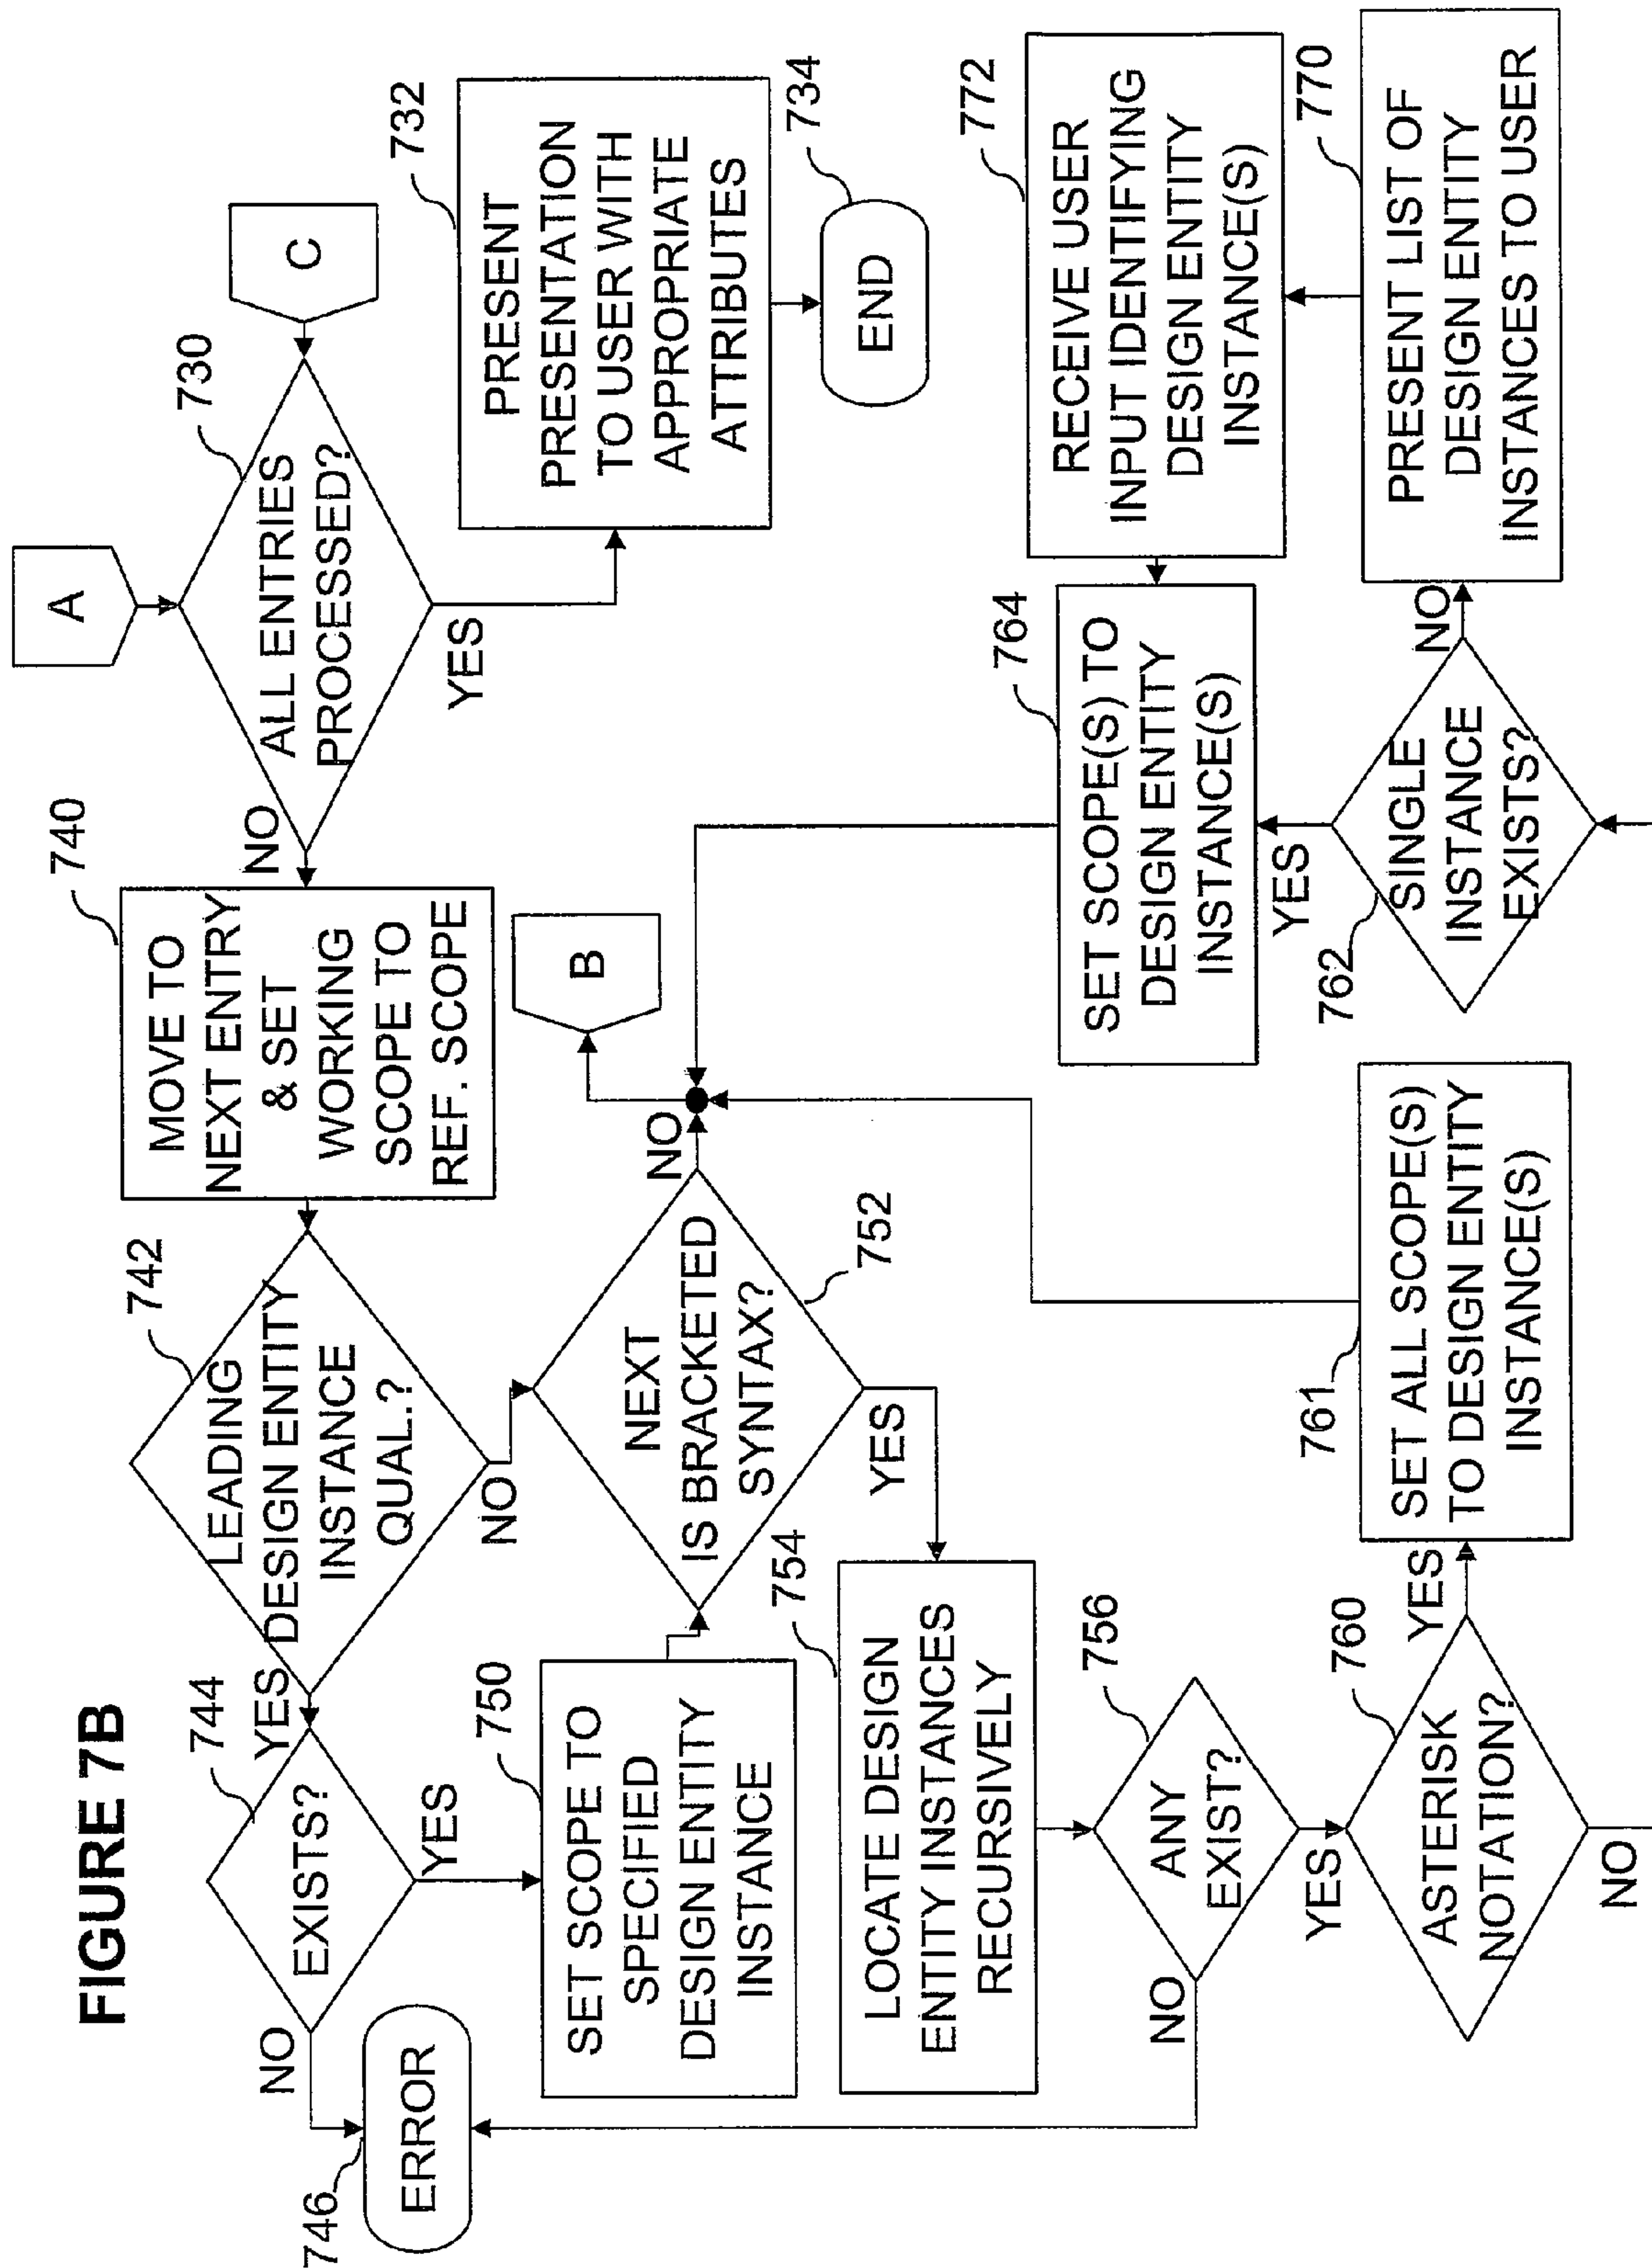 FIGURE 7B
A
C
730
ALL ENTRIES
PROCESSED?
NO
YES
732
PRESENT
PRESENTATION
TO USER WITH
APPROPRIATE
ATTRIBUTES
734
END
740
MOVE TO
NEXT ENTRY
& SET
WORKING
SCOPE TO
REF. SCOPE
742
LEADING
DESIGN ENTITY
INSTANCE
QUAL.?
YES
NO
744
EXISTS?
NO
YES
746
ERROR
750
SET SCOPE TO
SPECIFIED
DESIGN ENTITY
INSTANCE
752
NEXT
IS BRACKETED
SYNTAX?
NO
YES
B
754
LOCATE DESIGN
ENTITY INSTANCES
RECURSIVELY
756
ANY
EXIST?
NO
YES
760
ASTERISK
NOTATION?
YES
NO
761
SET ALL SCOPE(S)
TO DESIGN ENTITY
INSTANCE(S)
762
SINGLE
INSTANCE
EXISTS?
YES
NO
764
SET SCOPE(S) TO
DESIGN ENTITY
INSTANCE(S)
770
PRESENT LIST OF
DESIGN ENTITY
INSTANCES TO USER
772
RECEIVE USER
INPUT IDENTIFYING
DESIGN ENTITY
INSTANCE(S)